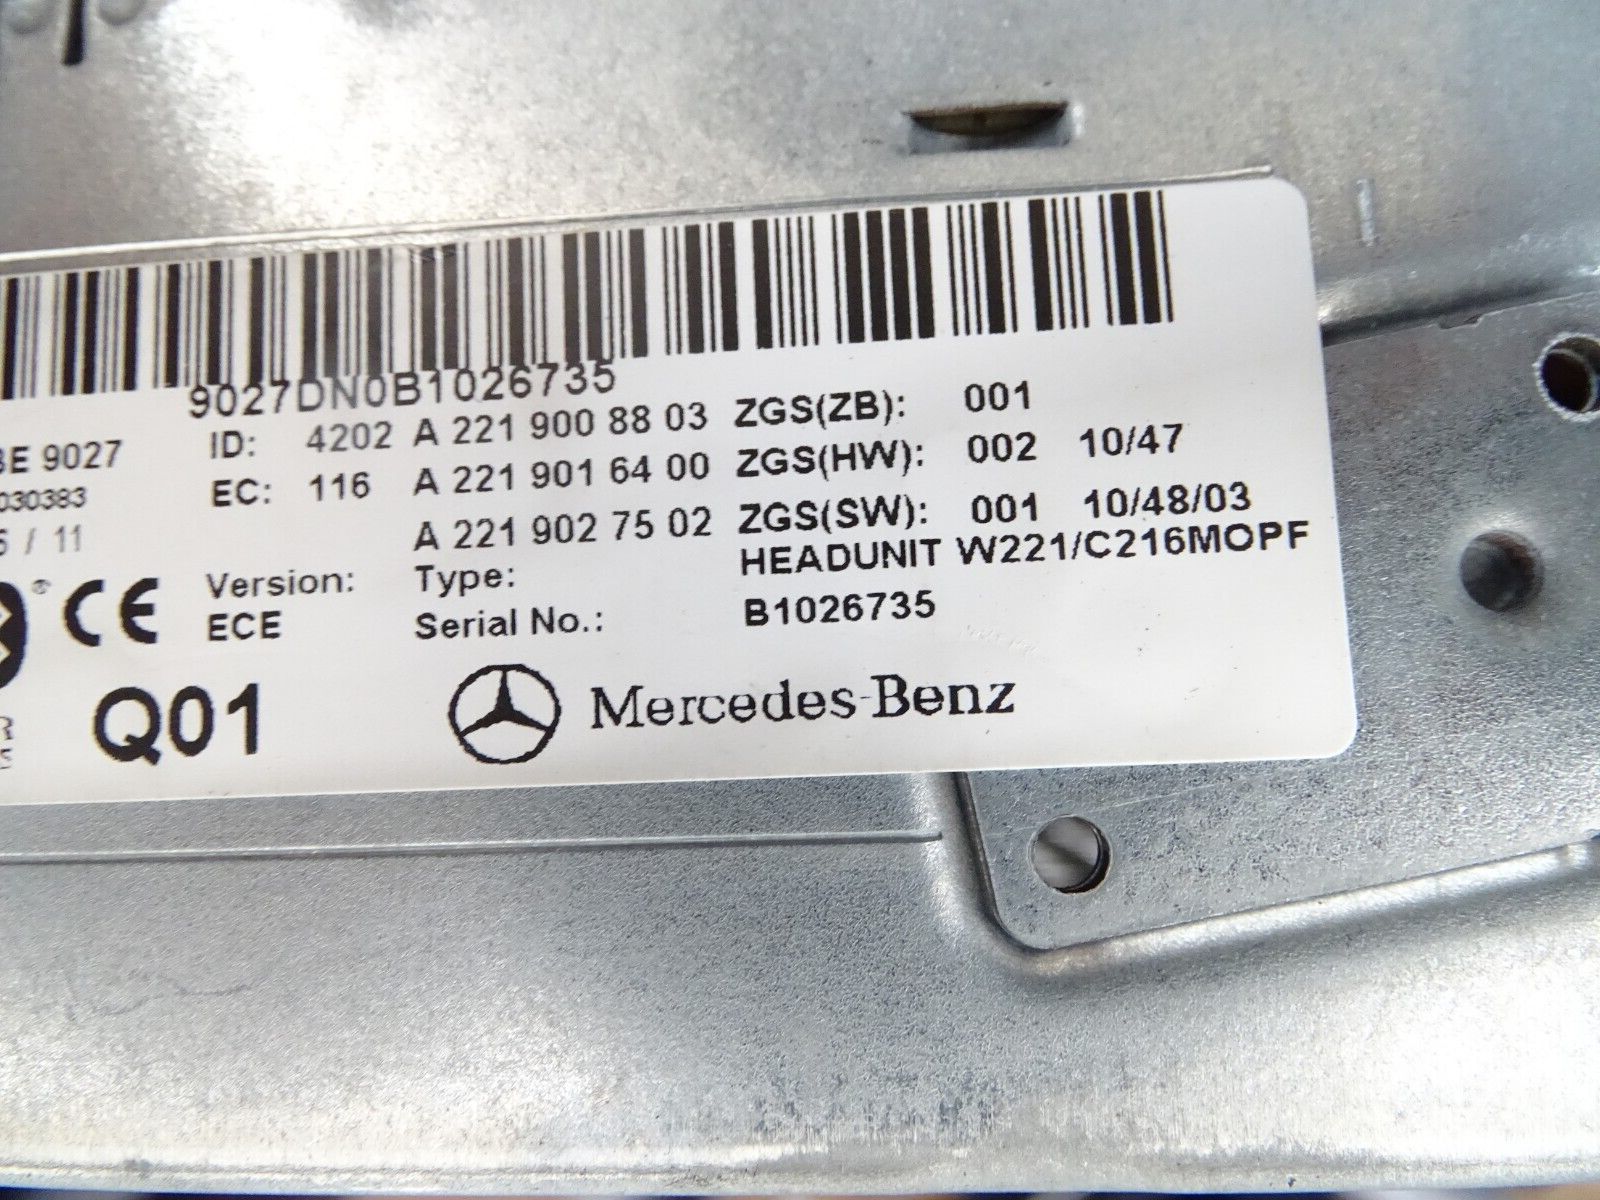 9027DN0B1026735
BE 9027 ID: 4202 A 221 900 88 03 ZGS(ZB): 001
030383 EC: 116 A 221 901 64 00 ZGS(HW): 002 10/47
/ 11 A 221 902 75 02 ZGS(SW): 001 10/48/03
Version: Type: HEADUNIT W221/C216MOPF
® CE ECE Serial No.: B1026735
Q01 Mercedes-Benz